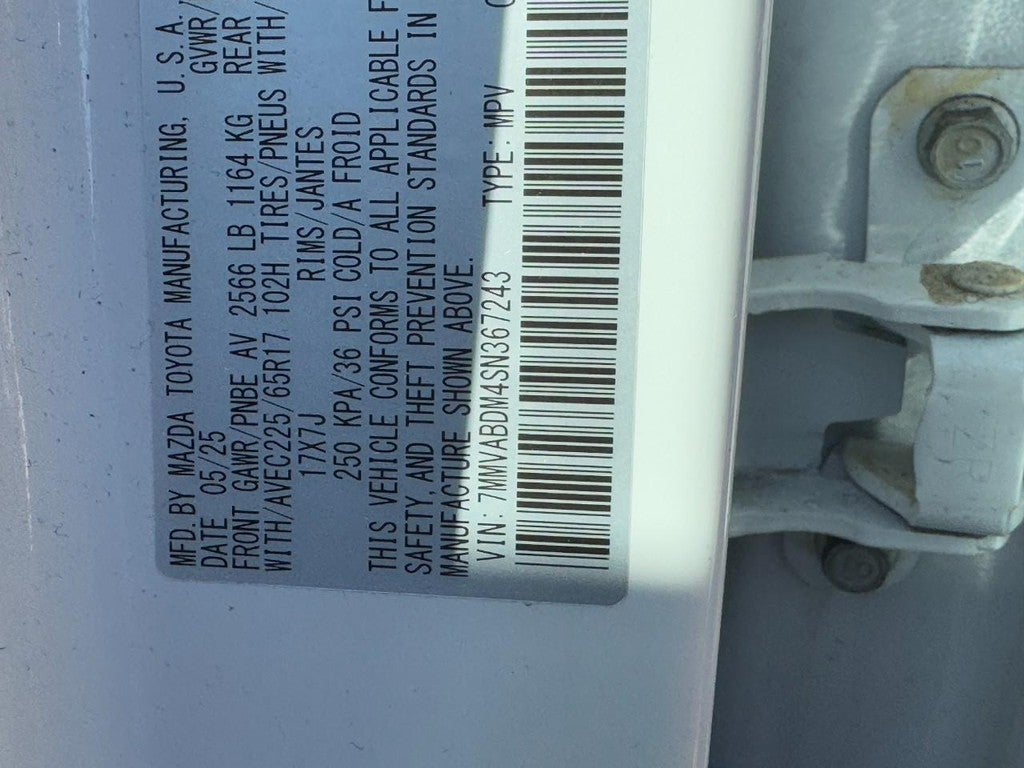 MFD. BY MAZDA TOYOTA MANUFACTURING, U.S.A.
DATE 05/25 GVWR/
FRONT GAWR/PNBE AV 2566 LB 1164 KG REAR
WITH/AVEC225/65R17 102H TIRES/PNEUS WITH/
17X7J RIMS/JANTES
250 KPA/36 PSI COLD/A FROID
THIS VEHICLE CONFORMS TO ALL APPLICABLE F
SAFETY, AND THEFT PREVENTION STANDARDS IN
MANUFACTURE SHOWN ABOVE.
VIN: 7MMVABDM4SN367243 TYPE: MPV